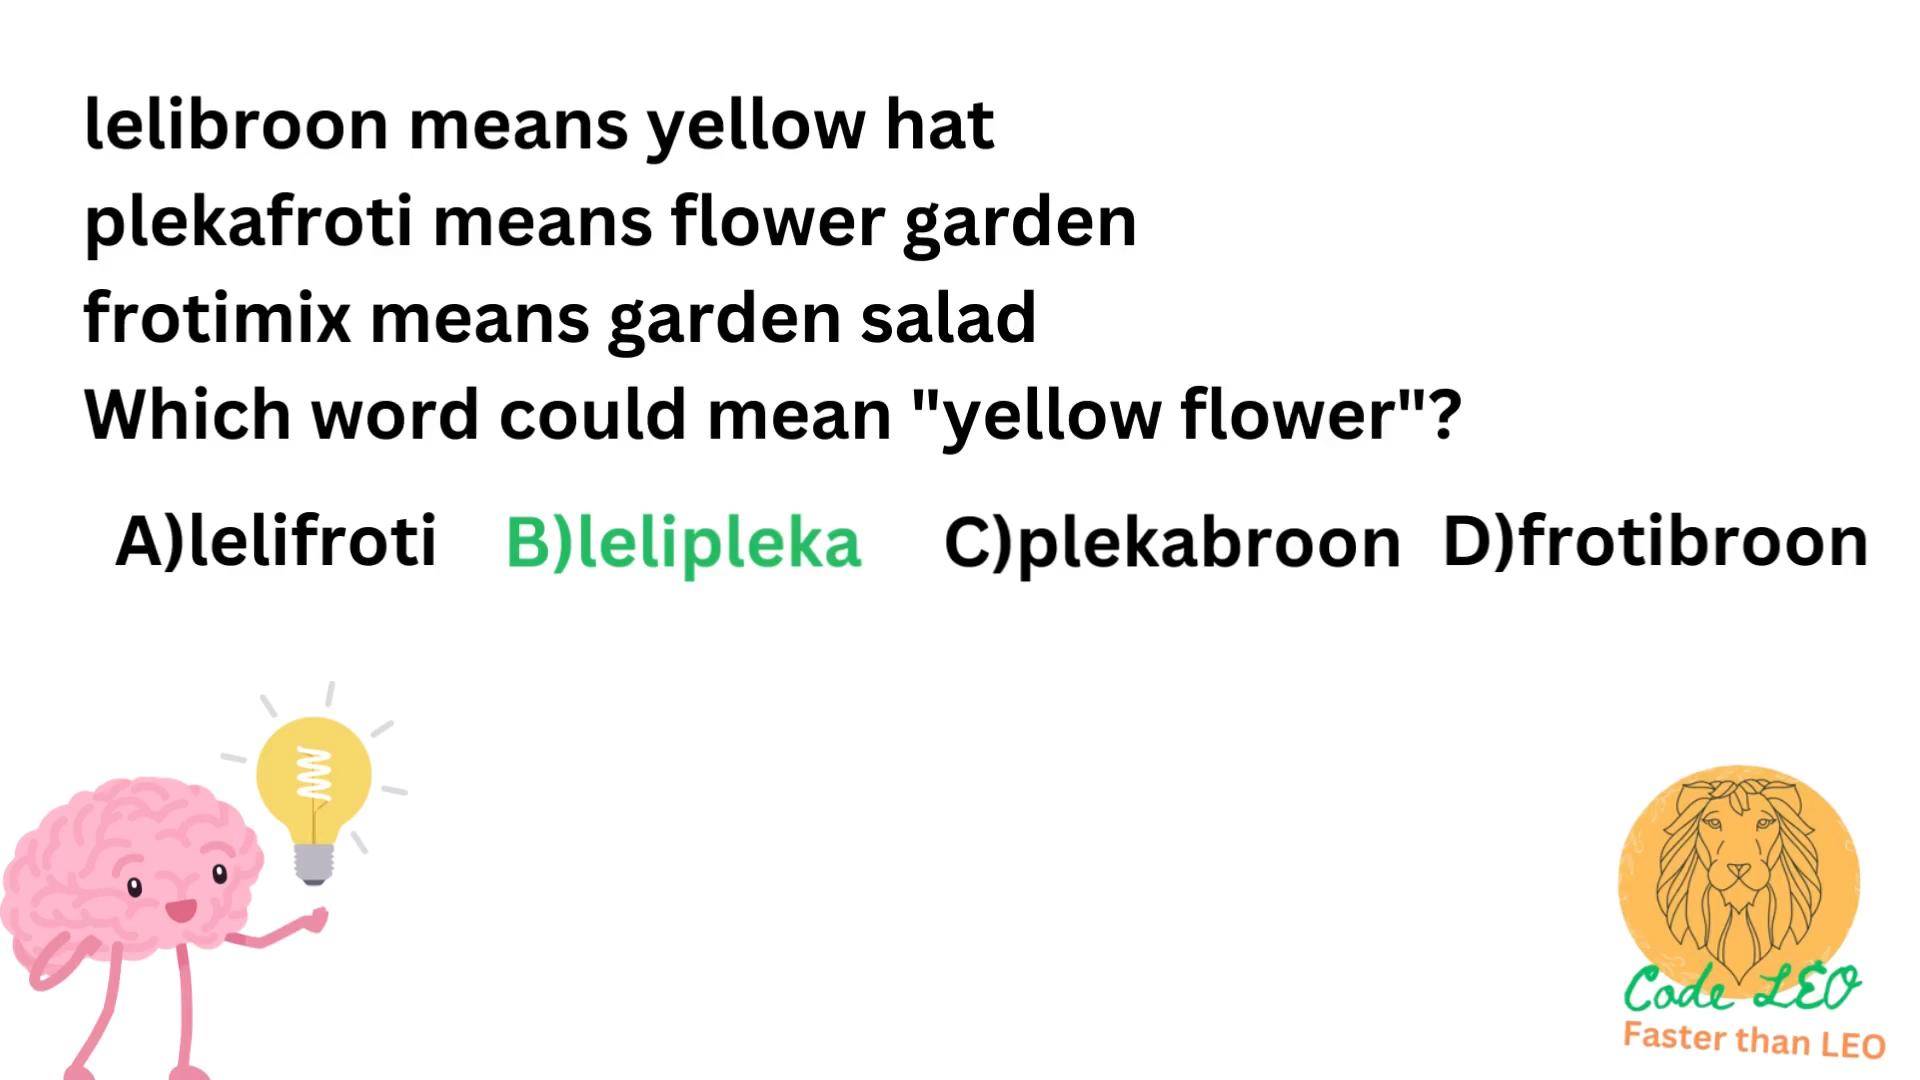 lelibroon means yellow hat
plekafroti means flower garden
frotimix means garden salad
Which word could mean "yellow flower"?
A)lelifroti B)lelipleka C)plekabroon D)frotibroon
Code LEO
Faster than LEO